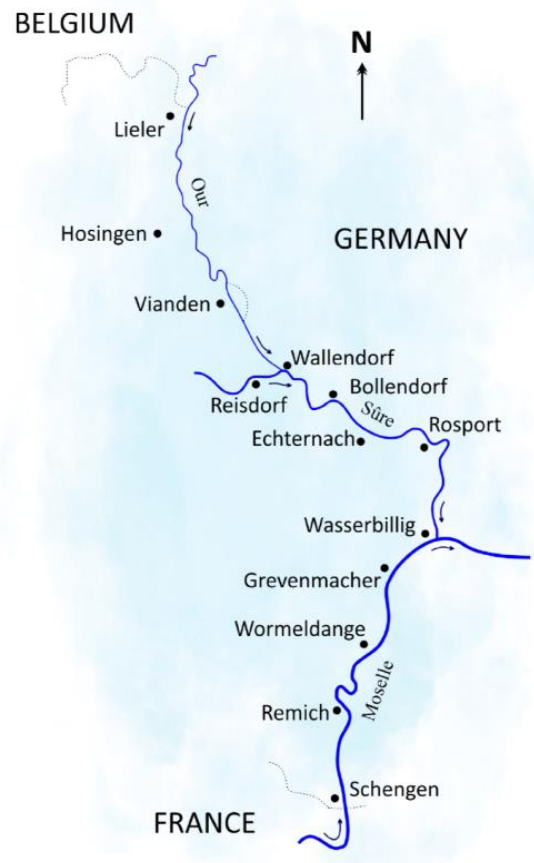 BELGIUM
N
Lieler
Our
Hosingen
GERMANY
Vianden
Wallendorf
Bollendorf
Reisdorf
Sûre
Rosport
Echternach
Wasserbillig
Grevenmacher
Wormeldange
Moselle
Remich
Schengen
FRANCE